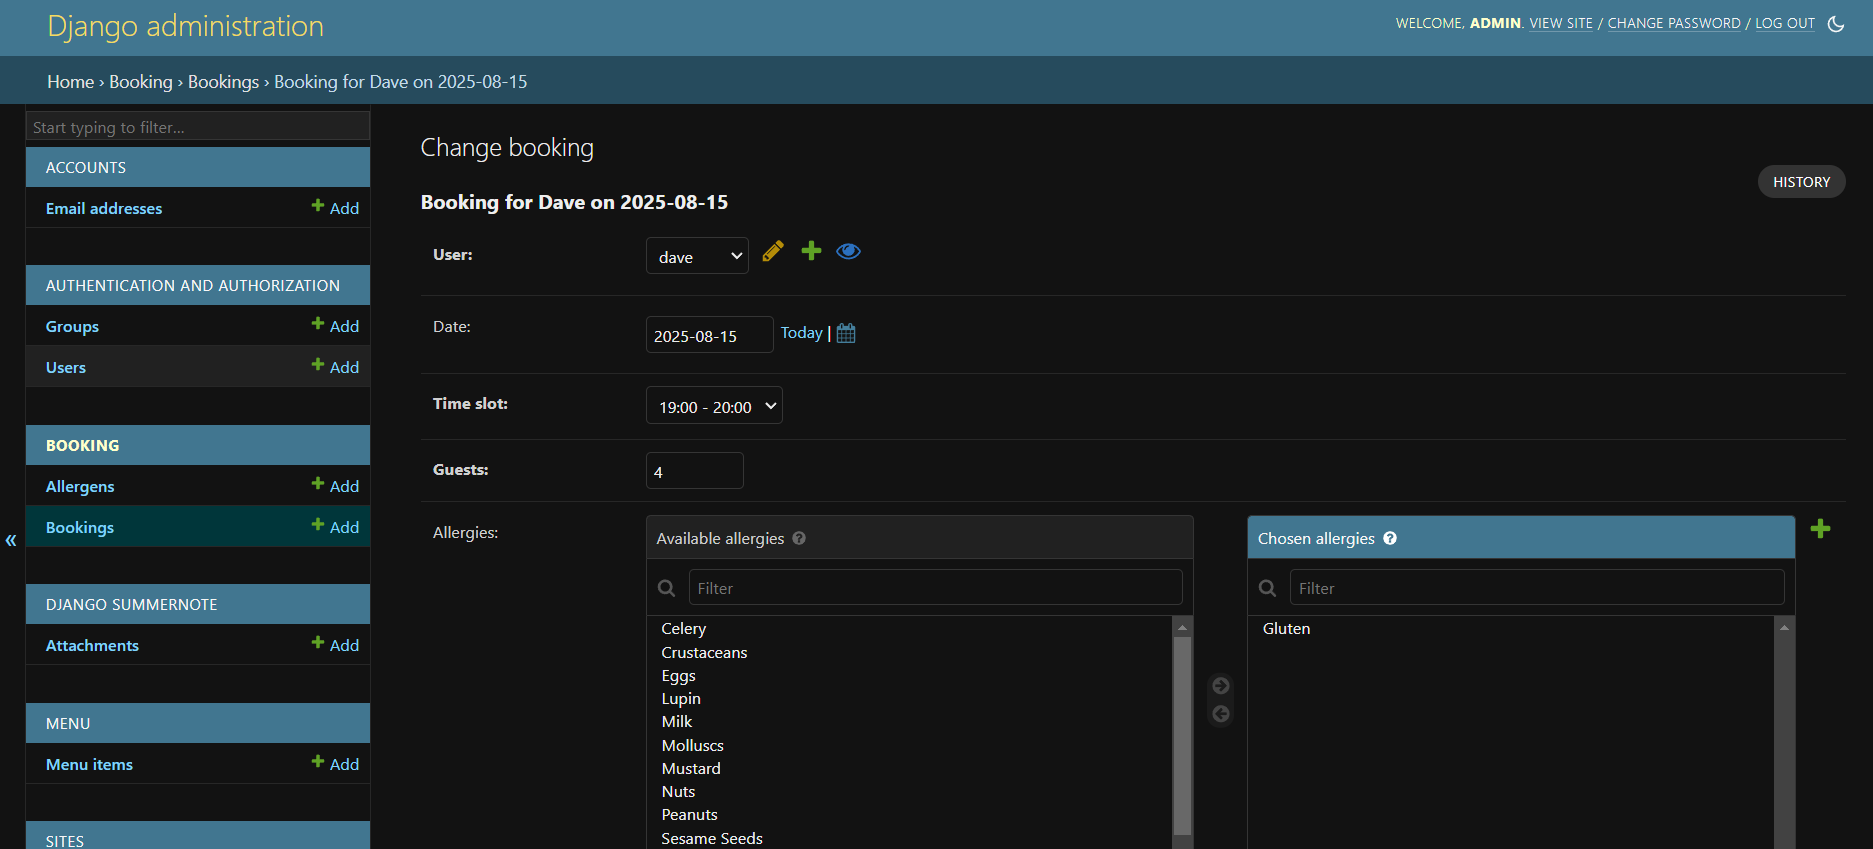 Django administration
WELCOME, ADMIN. VIEW SITE / CHANGE PASSWORD / LOG OUT
Home › Booking › Bookings › Booking for Dave on 2025-08-15
Start typing to filter...
ACCOUNTS
Email addresses Add
AUTHENTICATION AND AUTHORIZATION
Groups Add
Users Add
BOOKING
Allergens Add
Bookings Add
«
DJANGO SUMMERNOTE
Attachments Add
MENU
Menu items Add
SITES
Change booking
HISTORY
Booking for Dave on 2025-08-15
User: dave
Date: 2025-08-15 Today |
Time slot: 19:00 - 20:00
Guests: 4
Allergies:
Available allergies ?
Filter
Celery
Crustaceans
Eggs
Lupin
Milk
Molluscs
Mustard
Nuts
Peanuts
Sesame Seeds
Chosen allergies ?
Filter
Gluten